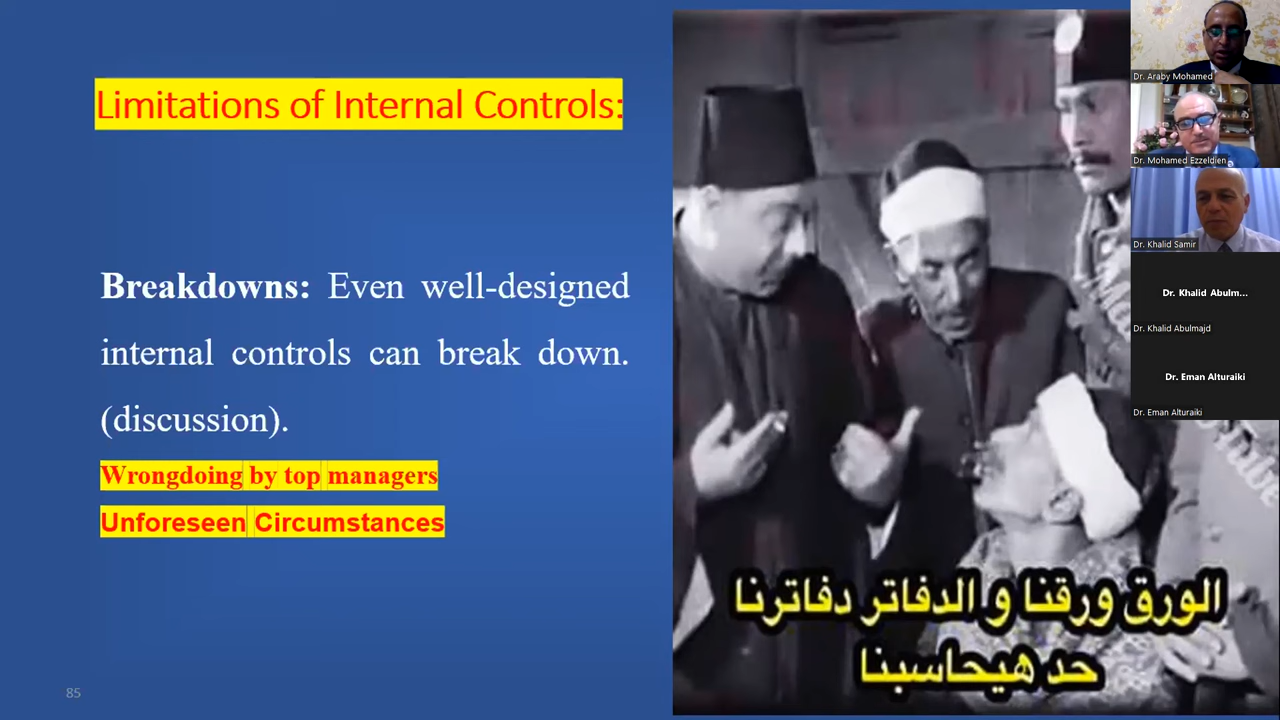 Limitations of Internal Controls:
Breakdowns: Even well-designed
internal controls can break down.
(discussion).
Wrongdoing by top managers
Unforeseen Circumstances
85
الورق ورقنا و الدفاتر دفاترنا
حد هيحاسبنا
Dr. Araby Mohamed
Dr. Mohamed Ezzeldien
Dr. Khalid Samir
Dr. Khalid Abulm...
Dr. Khalid Abulmajd
Dr. Eman Alturaiki
Dr. Eman Alturaiki